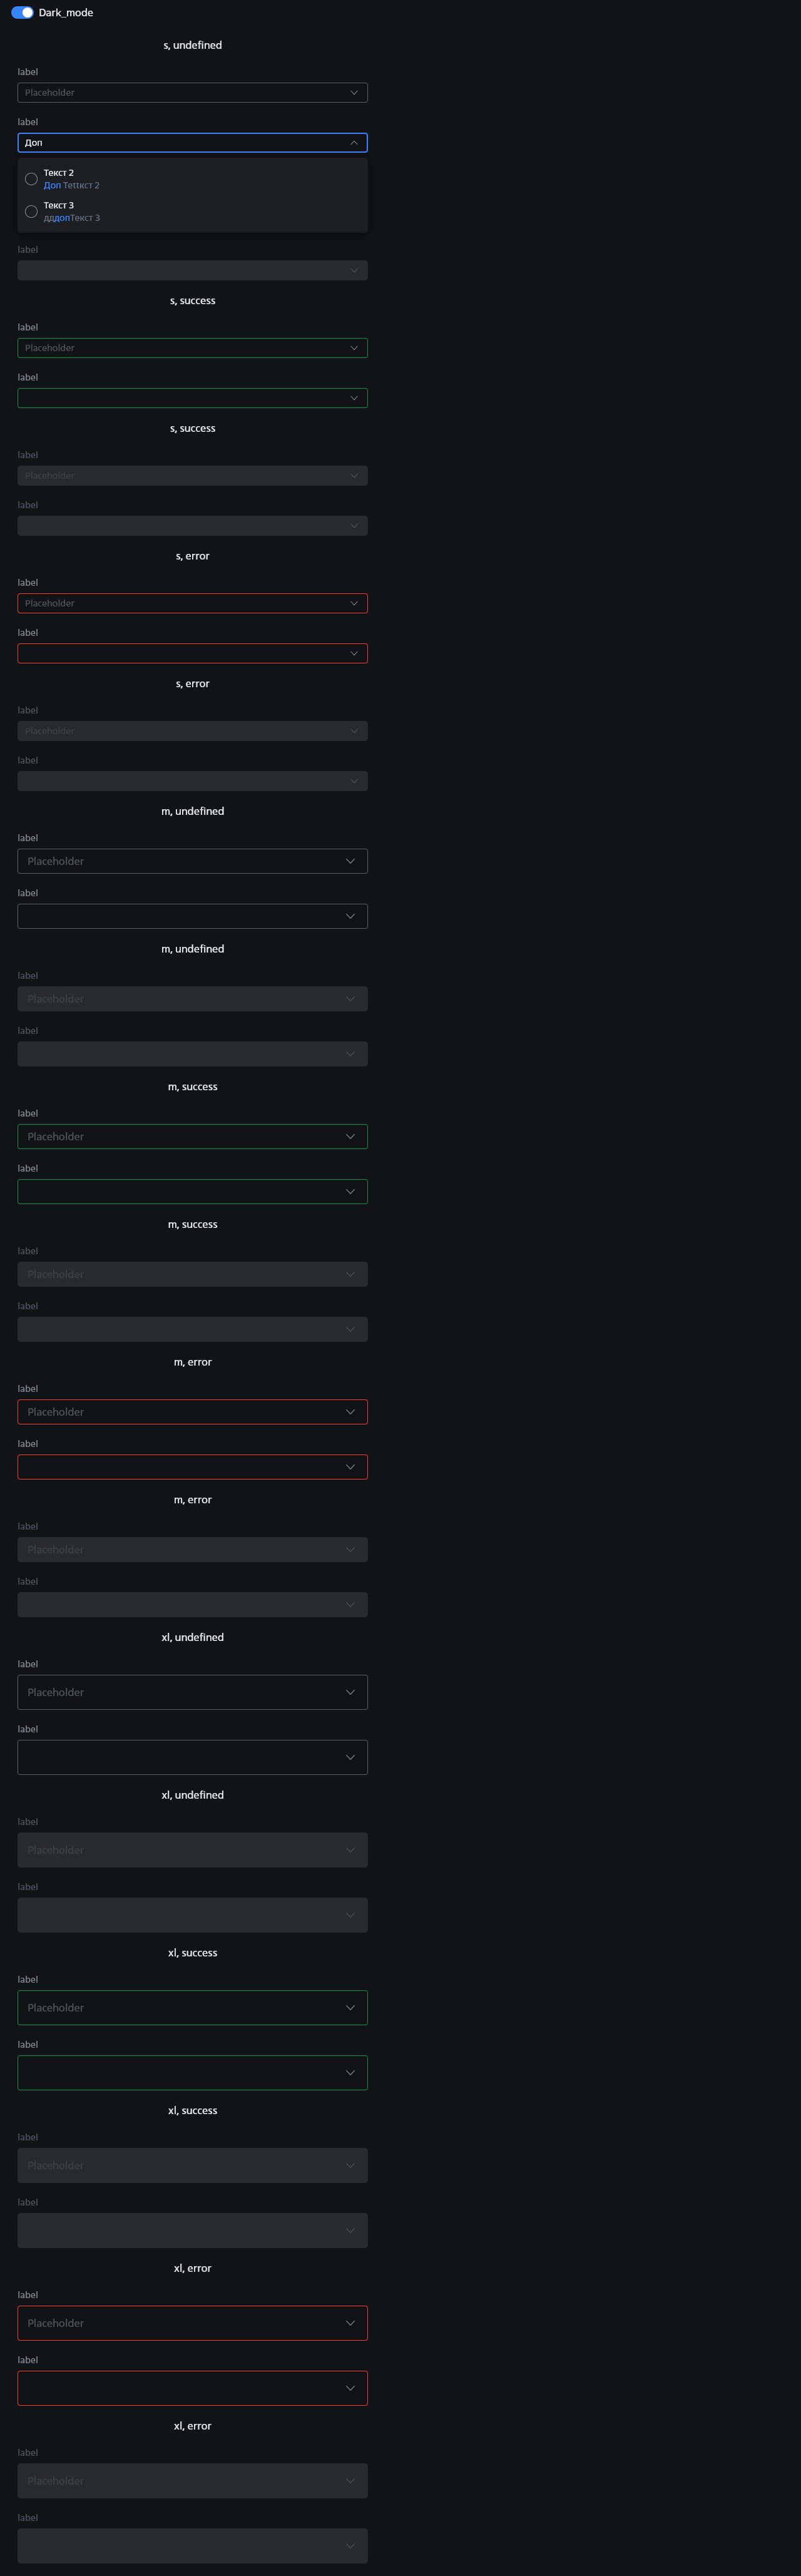 Dark_mode
s, undefined
label
Placeholder
label
Доп
Текст 2
Доп Теttкст 2
Текст 3
дддопТекст 3
label
s, success
label
Placeholder
label
s, success
label
Placeholder
label
s, error
label
Placeholder
label
s, error
label
Placeholder
label
m, undefined
label
Placeholder
label
m, undefined
label
Placeholder
label
m, success
label
Placeholder
label
m, success
label
Placeholder
label
m, error
label
Placeholder
label
m, error
label
Placeholder
label
xl, undefined
label
Placeholder
label
xl, undefined
label
Placeholder
label
xl, success
label
Placeholder
label
xl, success
label
Placeholder
label
xl, error
label
Placeholder
label
xl, error
label
Placeholder
label